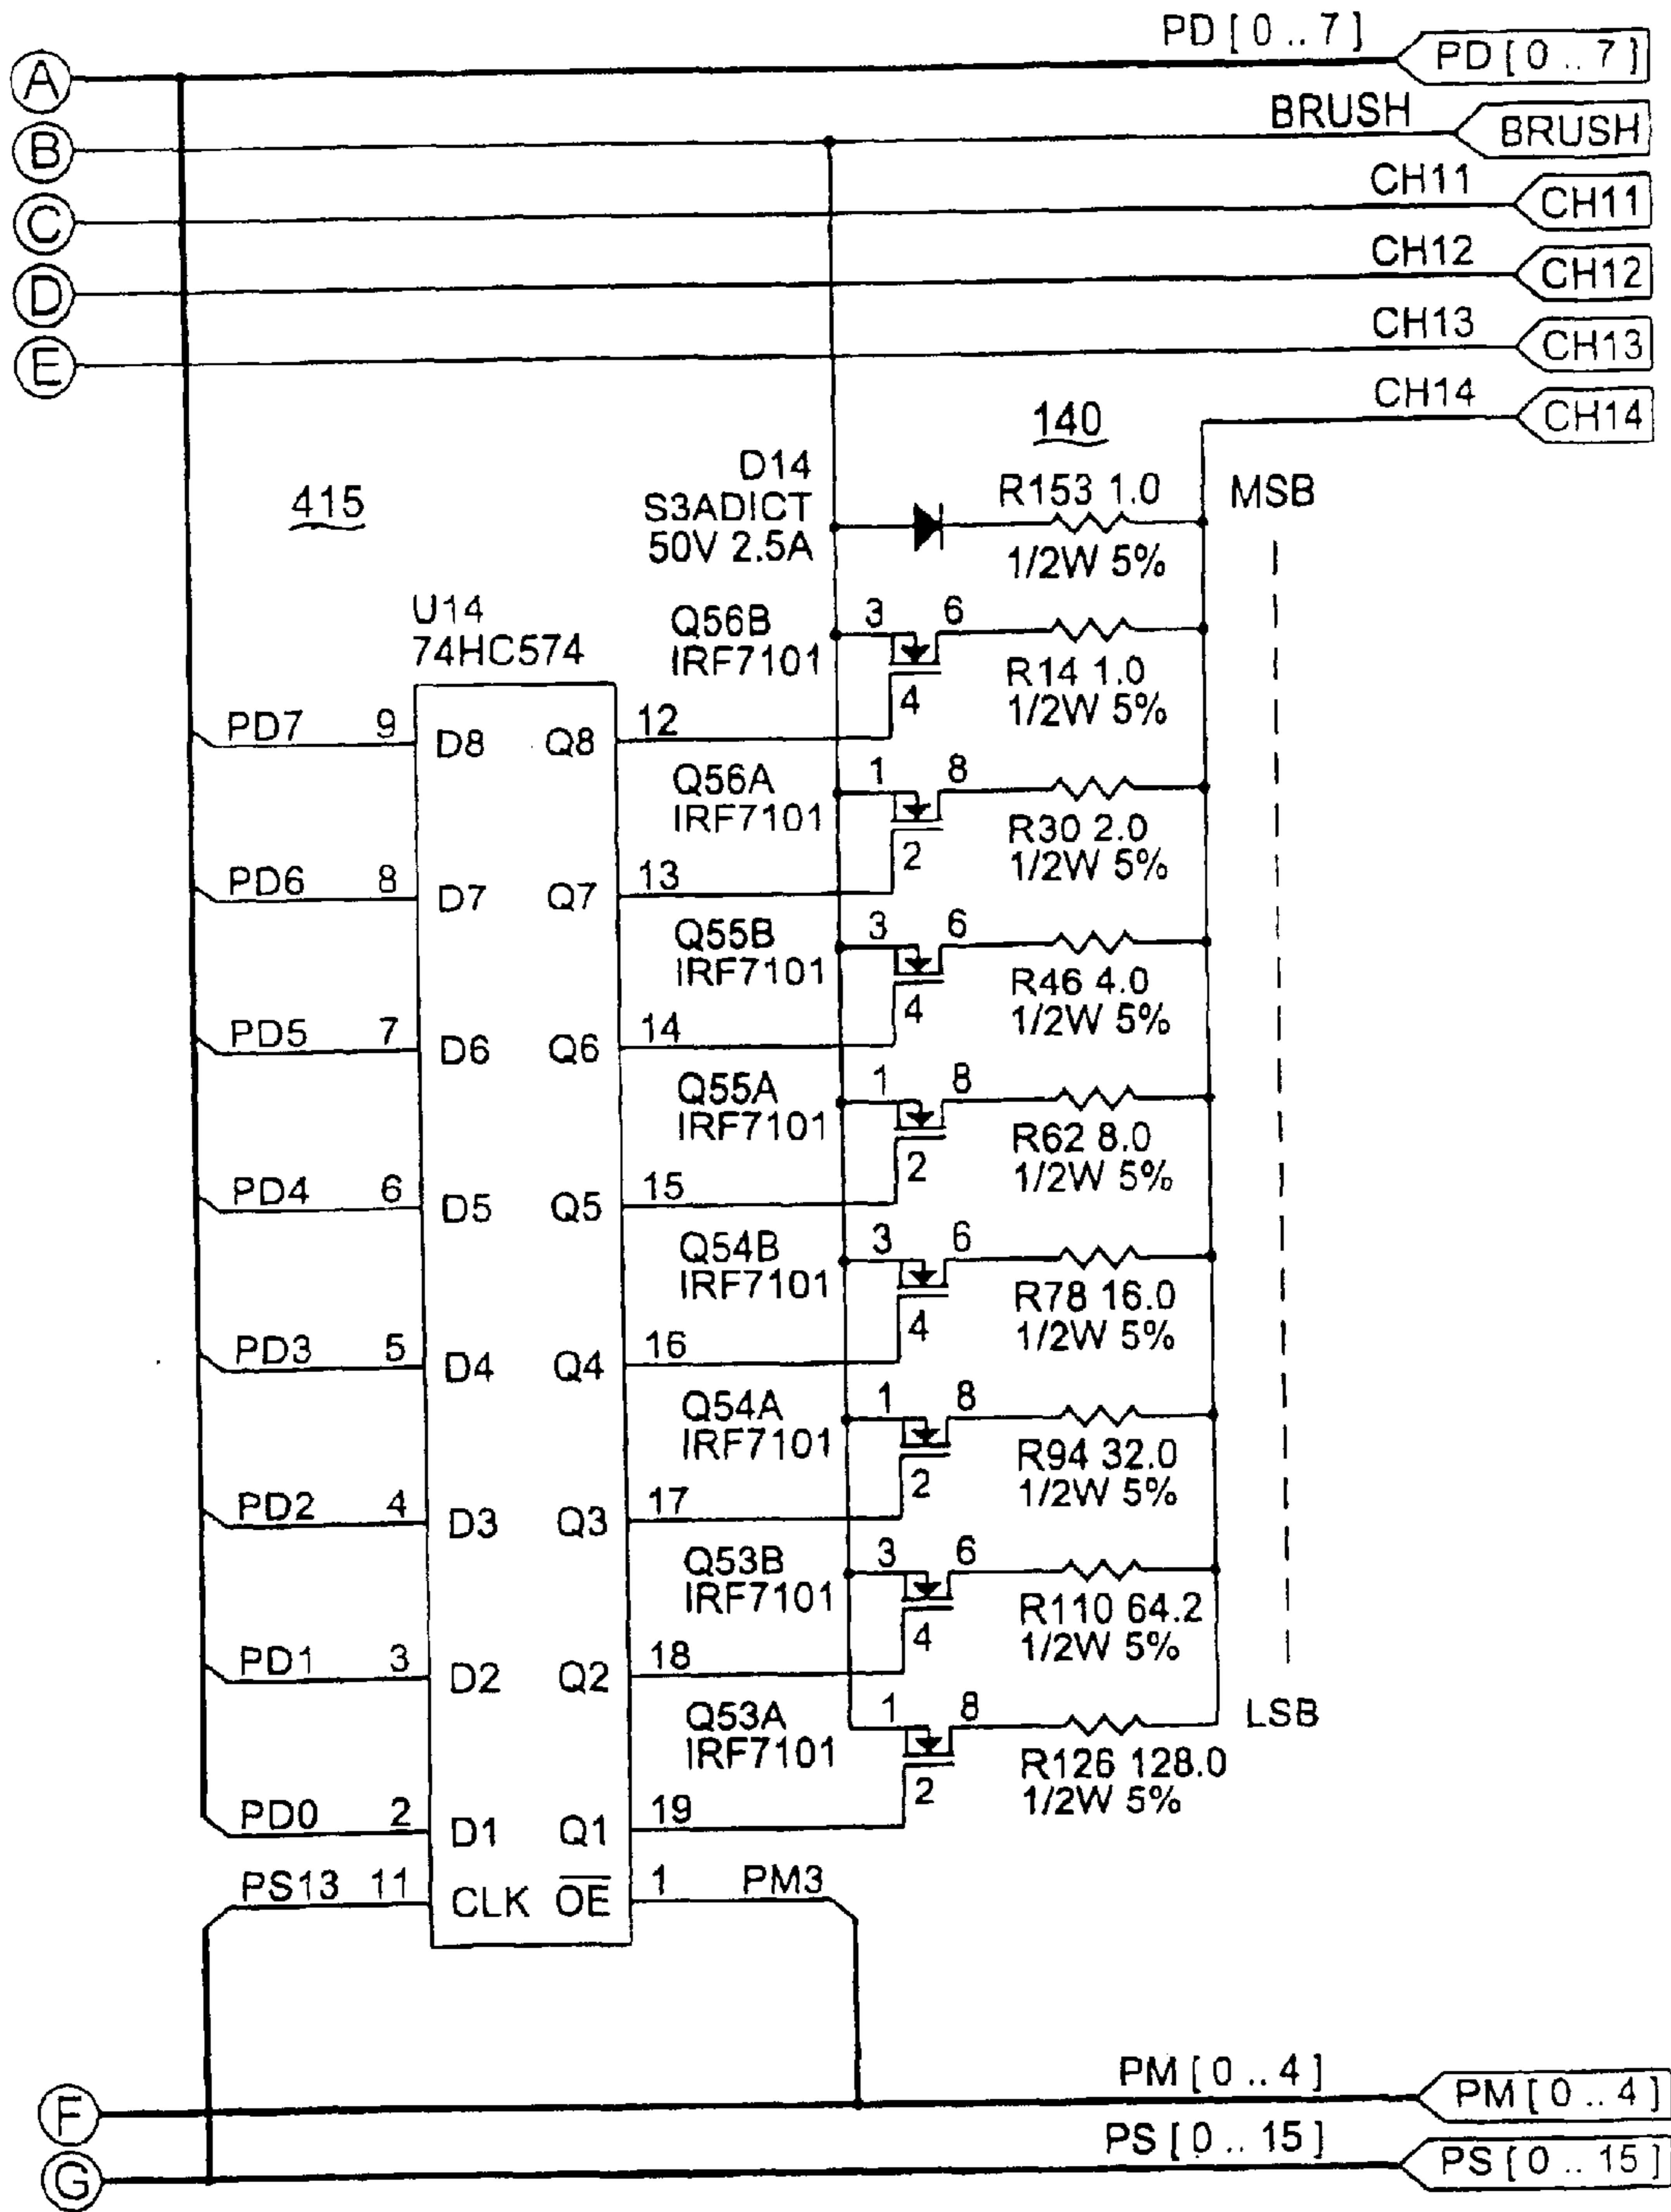 PD [ 0 .. 7 ]
A
PD [ 0 .. 7 ]
BRUSH
B
BRUSH
CH11
C
CH11
CH12
D
CH12
CH13
E
CH13
CH14
CH14
140
D14
S3ADICT
50V 2.5A
R153 1.0
1/2W 5%
MSB
415
U14
74HC574
Q56B
IRF7101
3 6
4
R14 1.0
1/2W 5%
PD7 9 D8 Q8 12
Q56A
IRF7101
1 8
2
R30 2.0
1/2W 5%
PD6 8 D7 Q7 13
Q55B
IRF7101
3 6
4
R46 4.0
1/2W 5%
PD5 7 D6 Q6 14
Q55A
IRF7101
1 8
2
R62 8.0
1/2W 5%
PD4 6 D5 Q5 15
Q54B
IRF7101
3 6
4
R78 16.0
1/2W 5%
PD3 5 D4 Q4 16
Q54A
IRF7101
1 8
2
R94 32.0
1/2W 5%
PD2 4 D3 Q3 17
Q53B
IRF7101
3 6
4
R110 64.2
1/2W 5%
PD1 3 D2 Q2 18
Q53A
IRF7101
1 8
2
LSB
R126 128.0
1/2W 5%
PD0 2 D1 Q1 19
PS13 11 CLK OE 1 PM3
PM [ 0 .. 4 ]
F
PM [ 0 .. 4 ]
PS [ 0 .. 15 ]
G
PS [ 0 .. 15 ]